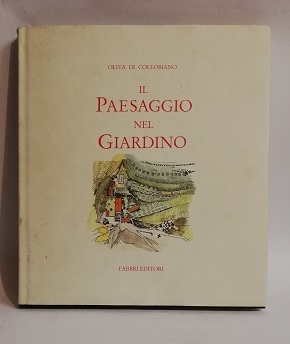 OLIVA DI COLLOBIANO
IL
PAESAGGIO
NEL
GIARDINO
FABBRI EDITORI